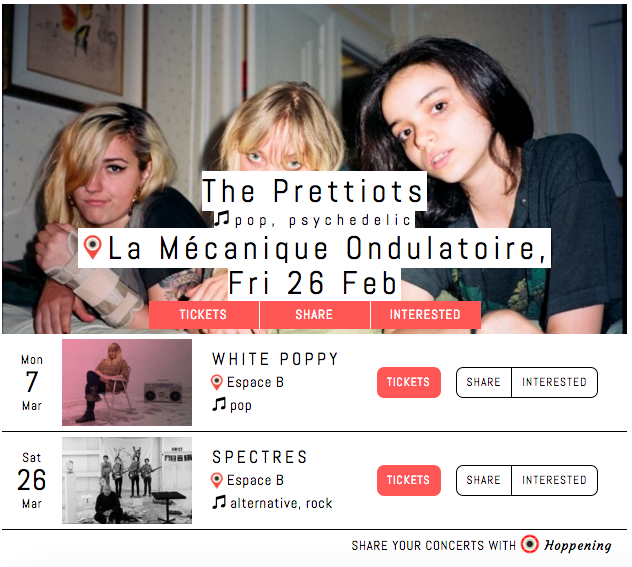 The Prettiots
pop, psychedelic
La Mécanique Ondulatoire,
Fri 26 Feb
TICKETS SHARE INTERESTED
Mon
7
Mar
WHITE POPPY
Espace B
pop
TICKETS SHARE INTERESTED
Sat
26
Mar
SPECTRES
Espace B
alternative, rock
TICKETS SHARE INTERESTED
SHARE YOUR CONCERTS WITH Hoppening